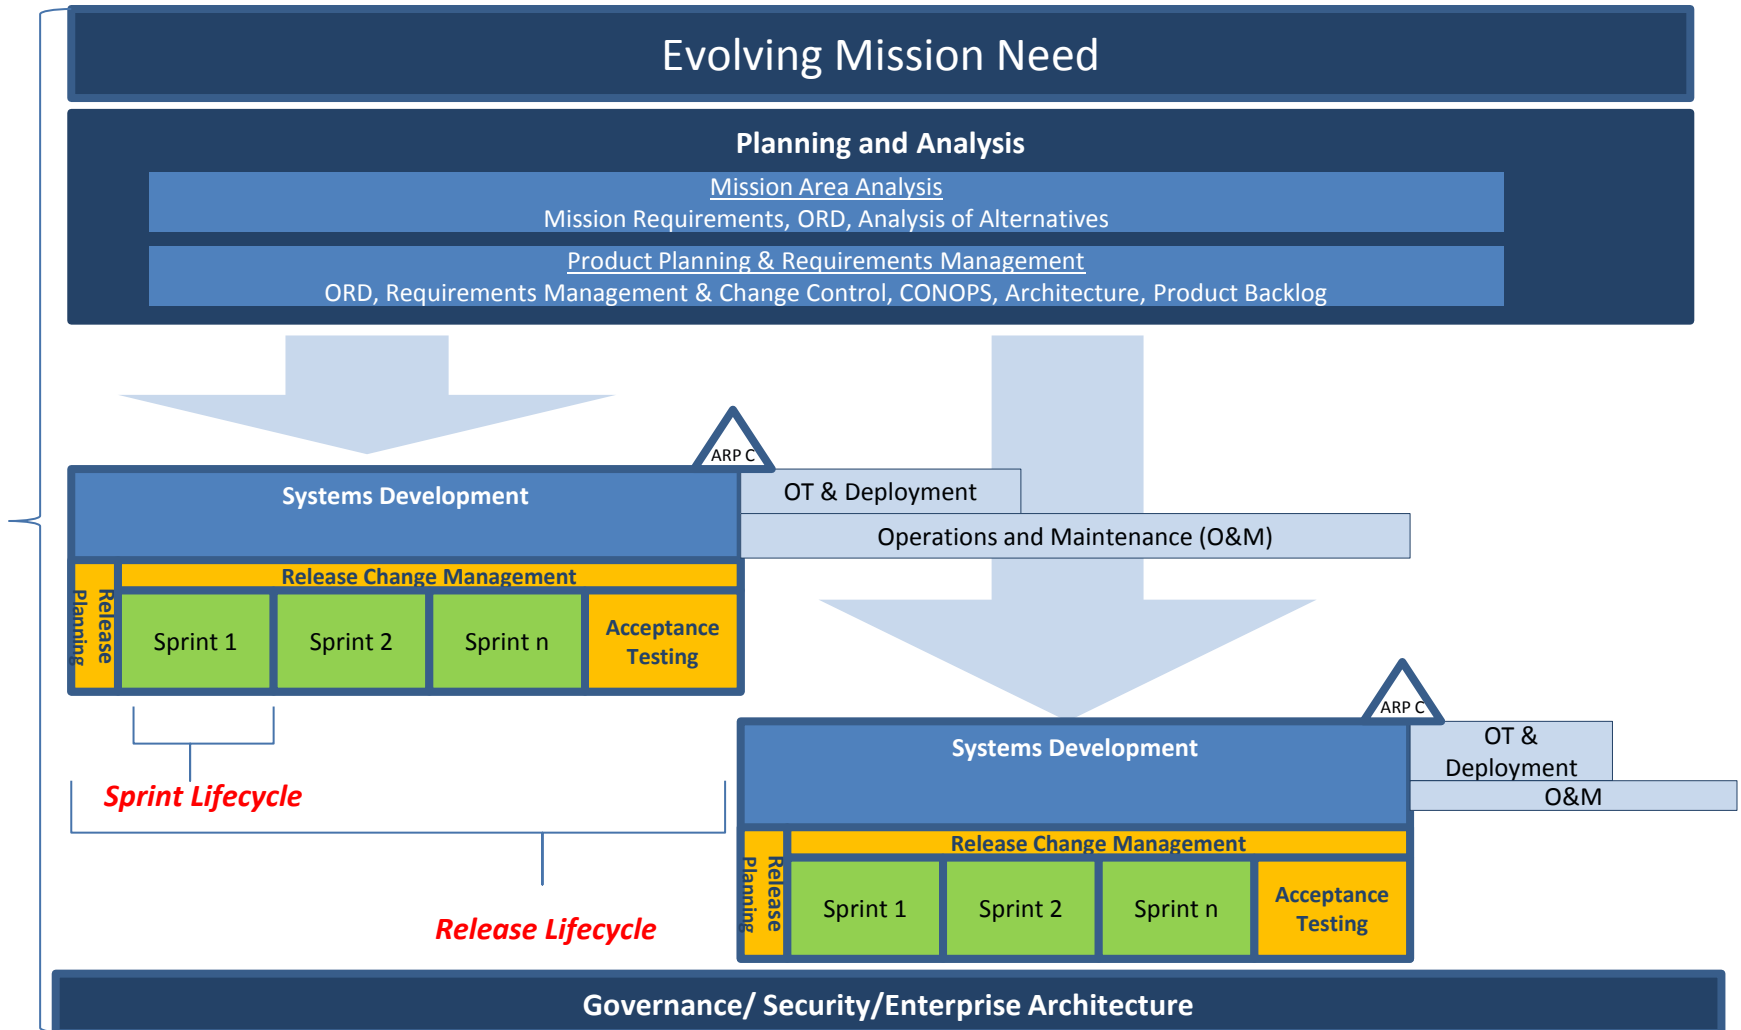 Evolving Mission Need
Planning and Analysis
Mission Area Analysis
Mission Requirements, ORD, Analysis of Alternatives
Product Planning & Requirements Management
ORD, Requirements Management & Change Control, CONOPS, Architecture, Product Backlog
ARP C
Systems Development
OT & Deployment
Operations and Maintenance (O&M)
Release
Planning
Release Change Management
Sprint 1
Sprint 2
Sprint n
Acceptance
Testing
Sprint Lifecycle
Release Lifecycle
ARP C
Systems Development
OT &
Deployment
O&M
Release
Planning
Release Change Management
Sprint 1
Sprint 2
Sprint n
Acceptance
Testing
Governance/ Security/Enterprise Architecture